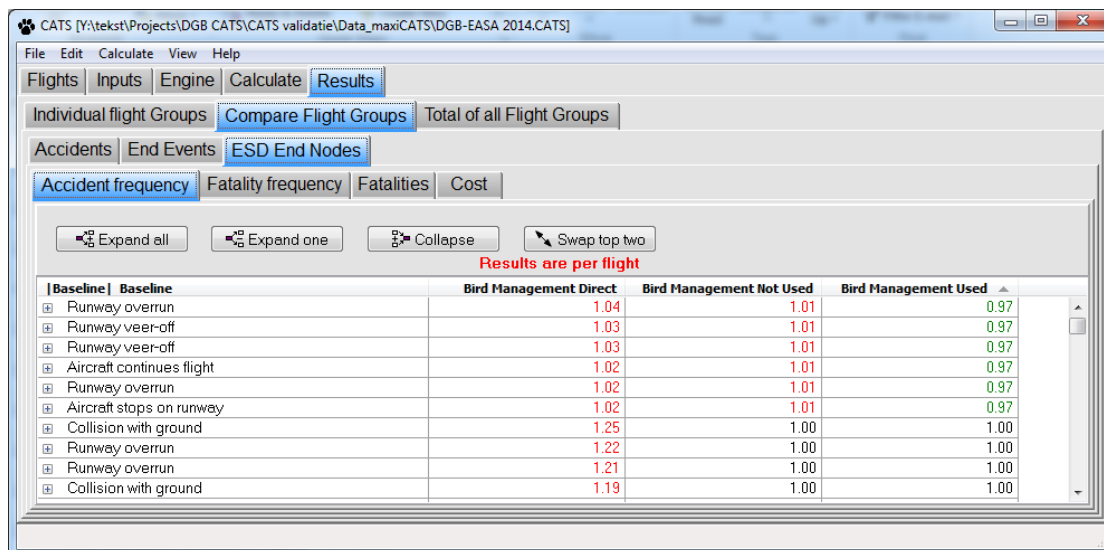 CATS [Y:\tekst\Projects\DGB CATS\CATS validatie\Data_maxiCATS\DGB-EASA 2014.CATS]
File Edit Calculate View Help
Flights Inputs Engine Calculate Results
Individual flight Groups Compare Flight Groups Total of all Flight Groups
Accidents End Events ESD End Nodes
Accident frequency Fatality frequency Fatalities Cost
Expand all Expand one Collapse Swap top two
Results are per flight
|Baseline| Baseline Bird Management Direct Bird Management Not Used Bird Management Used
Runway overrun 1.04 1.01 0.97
Runway veer-off 1.03 1.01 0.97
Runway veer-off 1.03 1.01 0.97
Aircraft continues flight 1.02 1.01 0.97
Runway overrun 1.02 1.01 0.97
Aircraft stops on runway 1.02 1.01 0.97
Collision with ground 1.25 1.00 1.00
Runway overrun 1.22 1.00 1.00
Runway overrun 1.21 1.00 1.00
Collision with ground 1.19 1.00 1.00